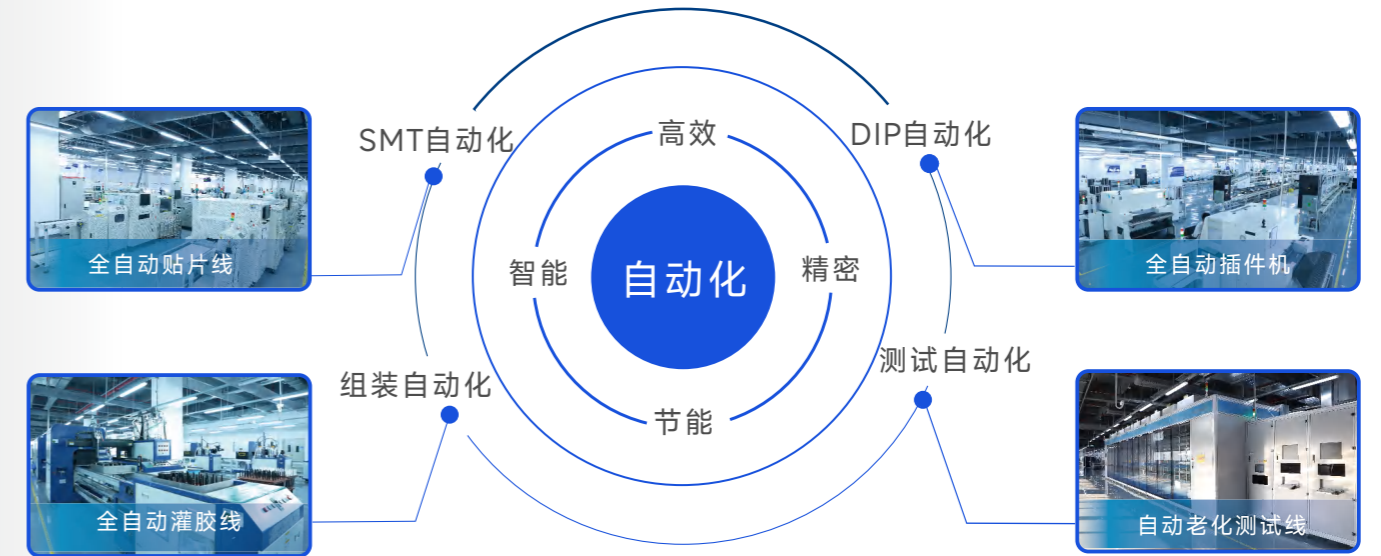 SMT自动化
高效
DIP自动化
全自动贴片线
智能
自动化
精密
全自动插件机
组装自动化
测试自动化
节能
全自动灌胶线
自动老化测试线